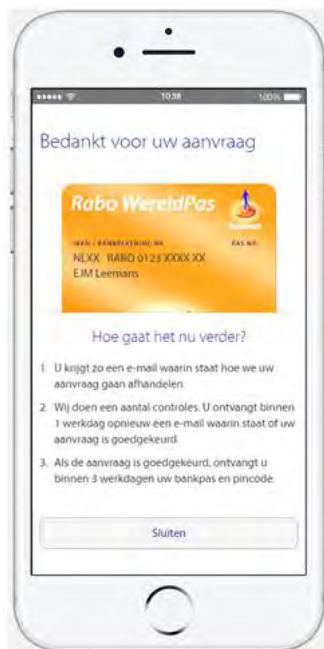 10:38
100%
Bedankt voor uw aanvraag
Rabo WereldPas
IBAN / BANKREKENING NR.
PAS NR.
NLXX RABO 0123 XXXX XX
EJM Leemans
Hoe gaat het nu verder?
1 U krijgt zo een e-mail waarin staat hoe we uw
aanvraag gaan afhandelen.
2. Wij doen een aantal controles. U ontvangt binnen
1 werkdag opnieuw een e-mail waarin staat of uw
aanvraag is goedgekeurd.
3. Als de aanvraag is goedgekeurd, ontvangt u
binnen 3 werkdagen uw bankpas en pincode.
Sluiten